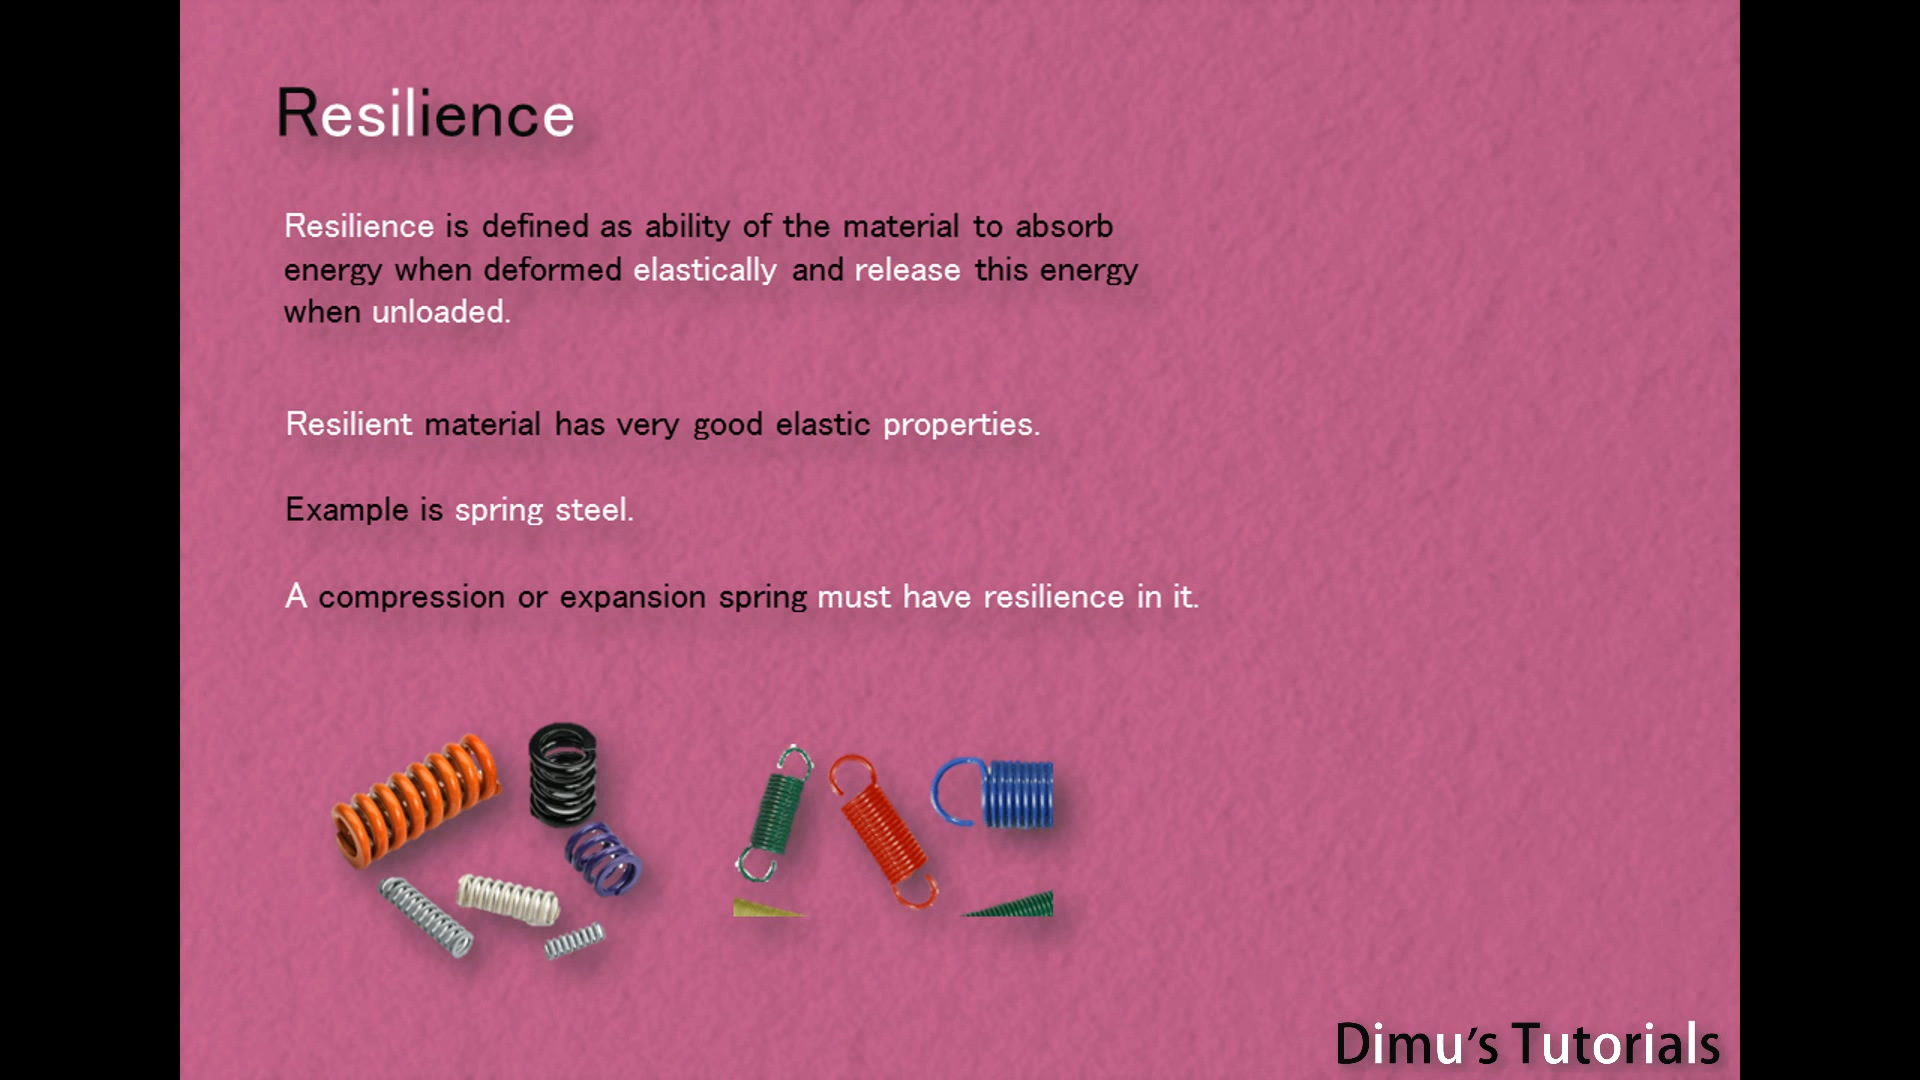 Resilience
Resilience is defined as ability of the material to absorb
energy when deformed elastically and release this energy
when unloaded.
Resilient material has very good elastic properties.
Example is spring steel.
A compression or expansion spring must have resilience in it.
Dimu's Tutorials